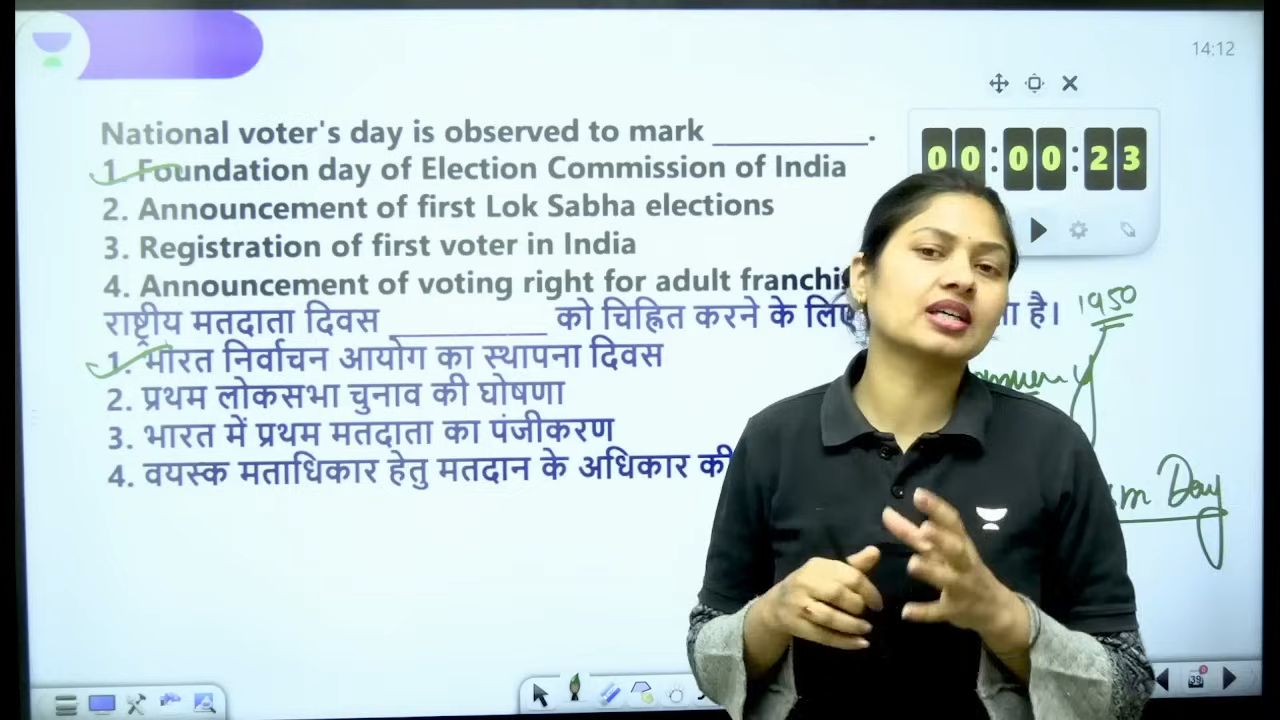 14:12
National voter's day is observed to mark __________.
00:00:23
1. Foundation day of Election Commission of India
2. Announcement of first Lok Sabha elections
3. Registration of first voter in India
4. Announcement of voting right for adult
राष्ट्रीय मतदाता दिवस __________ को चिह्नित करने के लिए है।
1950
1. भारत निर्वाचन आयोग का स्थापना दिवस
2. प्रथम लोकसभा चुनाव की घोषणा
3. भारत में प्रथम मतदाता का पंजीकरण
4. वयस्क मताधिकार हेतु मतदान के अधिकार की
Day
39